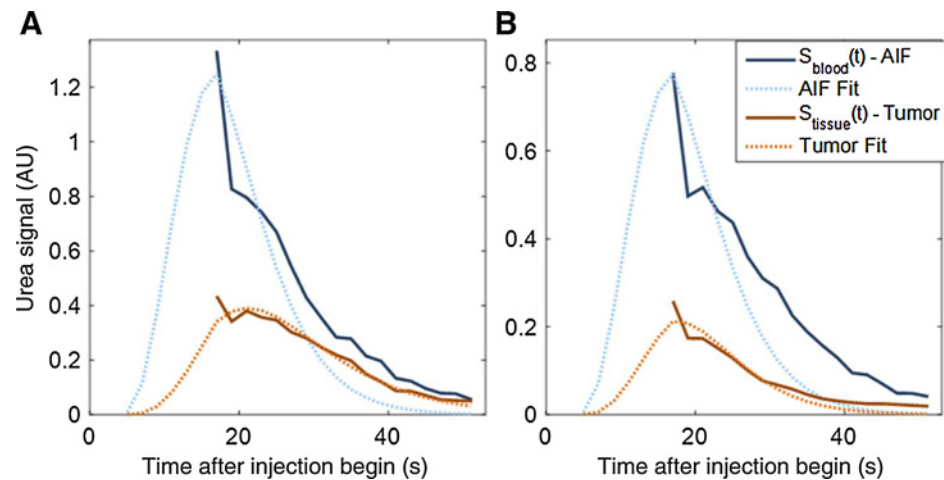 A
B
Urea signal (AU)
1.2
1
0.8
0.6
0.4
0.2
0
0
20
40
Time after injection begin (s)
0.8
0.6
0.4
0.2
0
0
20
40
Time after injection begin (s)
S_blood(t) - AIF
AIF Fit
S_tissue(t) - Tumor
Tumor Fit